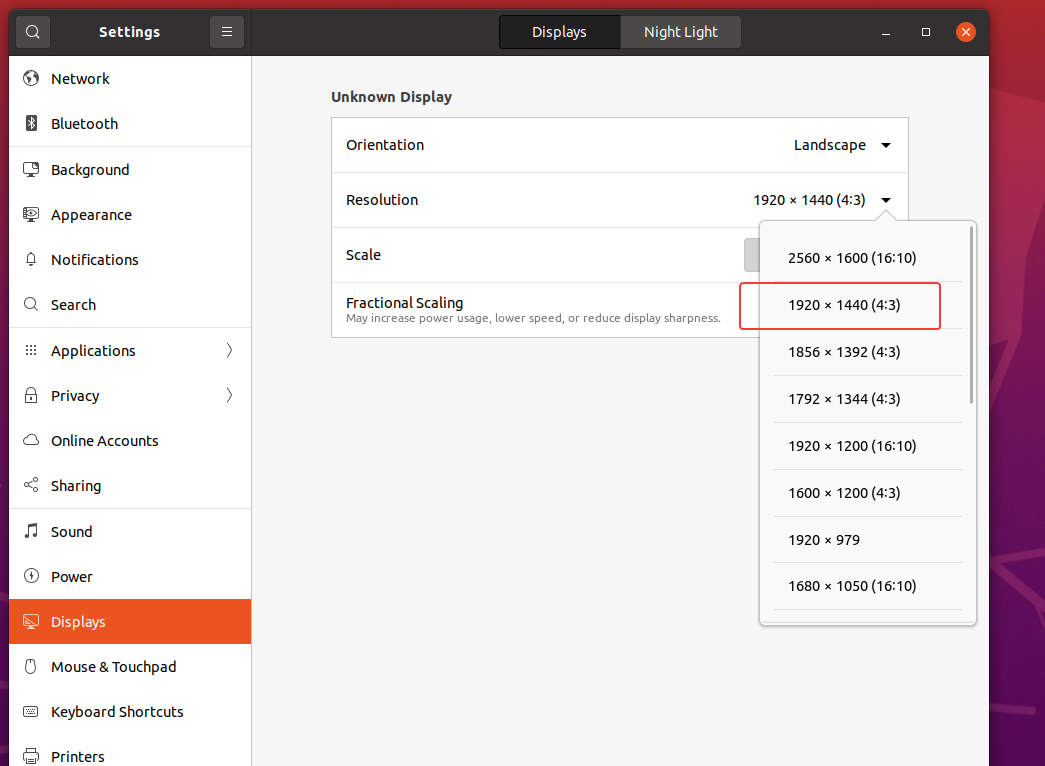 Settings
Displays
Night Light
Network
Bluetooth
Background
Appearance
Notifications
Search
Applications
Privacy
Online Accounts
Sharing
Sound
Power
Displays
Mouse & Touchpad
Keyboard Shortcuts
Printers
Unknown Display
Orientation
Landscape
Resolution
1920 × 1440 (4:3)
Scale
Fractional Scaling
May increase power usage, lower speed, or reduce display sharpness.
2560 × 1600 (16:10)
1920 × 1440 (4:3)
1856 × 1392 (4:3)
1792 × 1344 (4:3)
1920 × 1200 (16:10)
1600 × 1200 (4:3)
1920 × 979
1680 × 1050 (16:10)